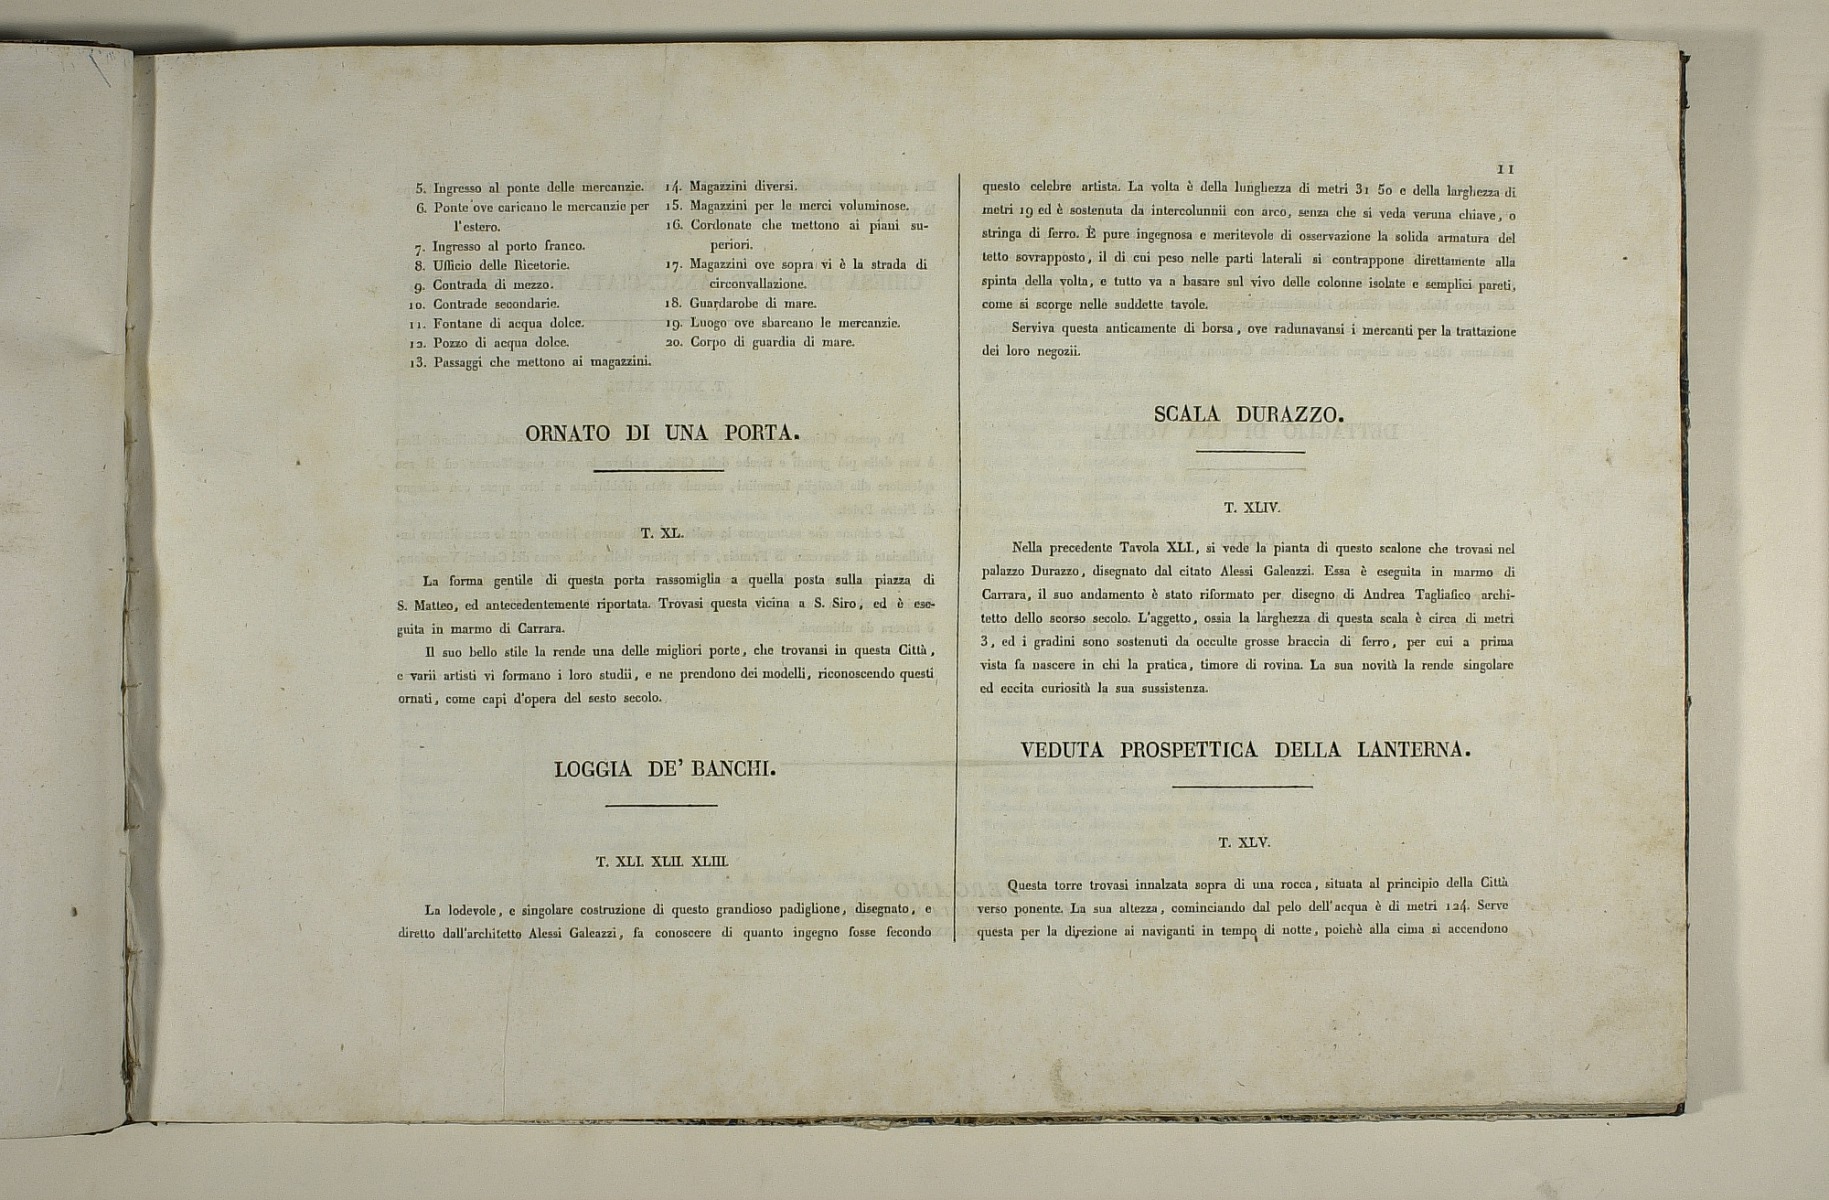 11
5. Ingresso al ponte delle mercanzie.
6. Ponte ove caricano le mercanzie per
l'estero.
7. Ingresso al porto franco.
8. Ufficio delle Ricetorie.
9. Contrada di mezzo.
10. Contrade secondarie.
11. Fontane di acqua dolce.
12. Pozzo di acqua dolce.
13. Passaggi che mettono ai magazzini.
14. Magazzini diversi.
15. Magazzini per le merci voluminose.
16. Cordonate che mettono ai piani su-
periori.
17. Magazzini ove sopra vi è la strada di
circonvallazione.
18. Guardarobe di mare.
19. Luogo ove sbarcano le mercanzie.
20. Corpo di guardia di mare.
ORNATO DI UNA PORTA.
T. XL.
La forma gentile di questa porta rassomiglia a quella posta sulla piazza di
S. Matteo, ed antecedentemente riportata. Trovasi questa vicina a S. Siro, ed è ese-
guita in marmo di Carrara.
Il suo bello stile la rende una delle migliori porte, che trovansi in questa Città,
e varii artisti vi formano i loro studii, e ne prendono dei modelli, riconoscendo questi
ornati, come capi d'opera del sesto secolo.
LOGGIA DE' BANCHI.
T. XLI. XLII. XLIII.
La lodevole, e singolare costruzione di questo grandioso padiglione, disegnato, e
diretto dall'architetto Alessi Galeazzi, fa conoscere di quanto ingegno fosse fecondo
questo celebre artista. La volta è della lunghezza di metri 31 50 e della larghezza di
metri 19 ed è sostenuta da intercolunnii con arco, senza che si veda veruna chiave, o
stringa di ferro. È pure ingegnosa e meritevole di osservazione la solida armatura del
tetto sovrapposto, il di cui peso nelle parti laterali si contrappone direttamente alla
spinta della volta, e tutto va a basare sul vivo delle colonne isolate e semplici pareti,
come si scorge nelle suddette tavole.
Serviva questa anticamente di borsa, ove radunavansi i mercanti per la trattazione
dei loro negozii.
SCALA DURAZZO.
T. XLIV.
Nella precedente Tavola XLI., si vede la pianta di questo scalone che trovasi nel
palazzo Durazzo, disegnato dal citato Alessi Galeazzi. Essa è eseguita in marmo di
Carrara, il suo andamento è stato riformato per disegno di Andrea Tagliafico archi-
tetto dello scorso secolo. L'aggetto, ossia la larghezza di questa scala è circa di metri
3, ed i gradini sono sostenuti da occulte grosse braccia di ferro, per cui a prima
vista fa nascere in chi la pratica, timore di rovina. La sua novità la rende singolare
ed eccita curiosità la sua sussistenza.
VEDUTA PROSPETTICA DELLA LANTERNA.
T. XLV.
Questa torre trovasi innalzata sopra di una rocca, situata al principio della Città
verso ponente. La sua altezza, cominciando dal pelo dell'acqua è di metri 124. Serve
questa per la direzione ai naviganti in tempo di notte, poichè alla cima si accendono